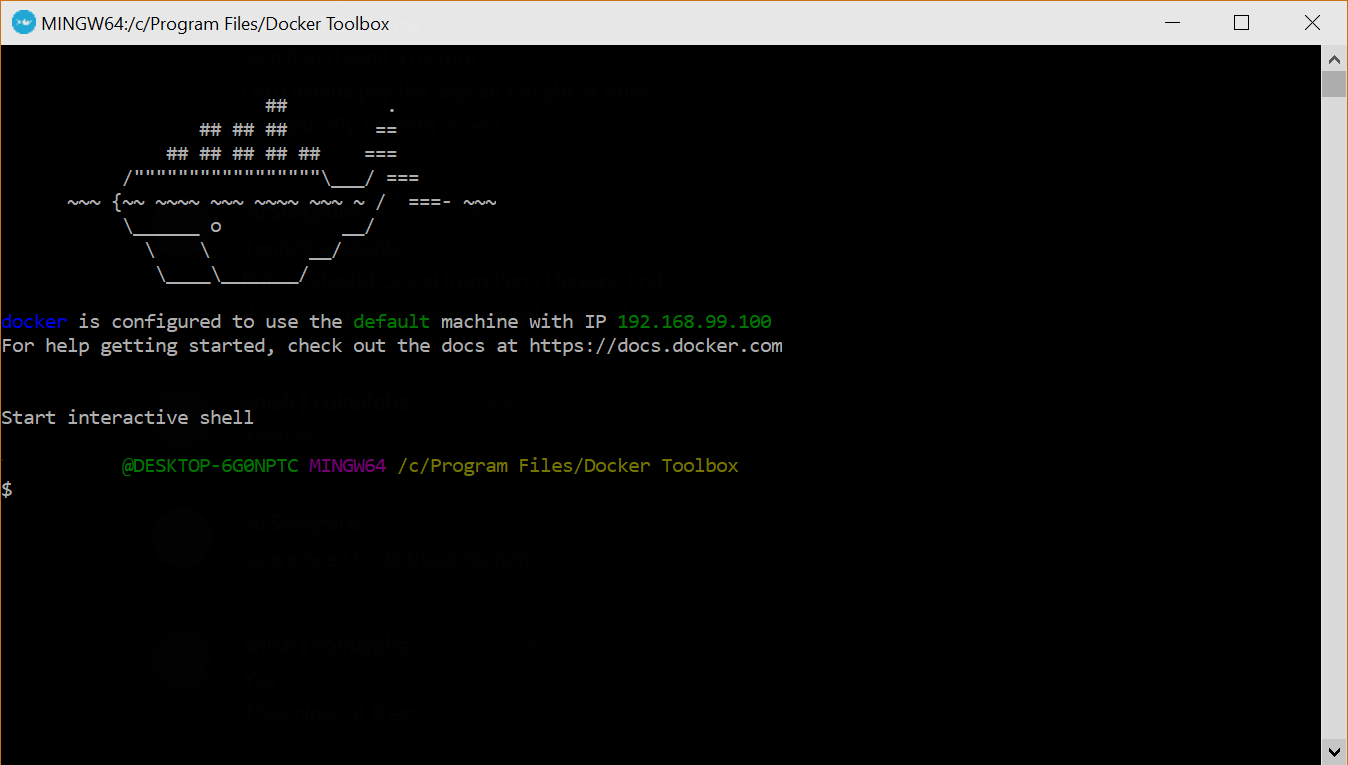 MINGW64:/c/Program Files/Docker Toolbox
                        ##         .
                  ## ## ##        ==
               ## ## ## ## ##    ===
           /"""""""""""""""""\___/ ===
      ~~~ {~~ ~~~~ ~~~ ~~~~ ~~~ ~ /  ===- ~~~
           \______ o           __/
             \    \         __/
              \____\_______/
docker is configured to use the default machine with IP 192.168.99.100
For help getting started, check out the docs at https://docs.docker.com
Start interactive shell
@DESKTOP-6G0NPTC MINGW64 /c/Program Files/Docker Toolbox
$